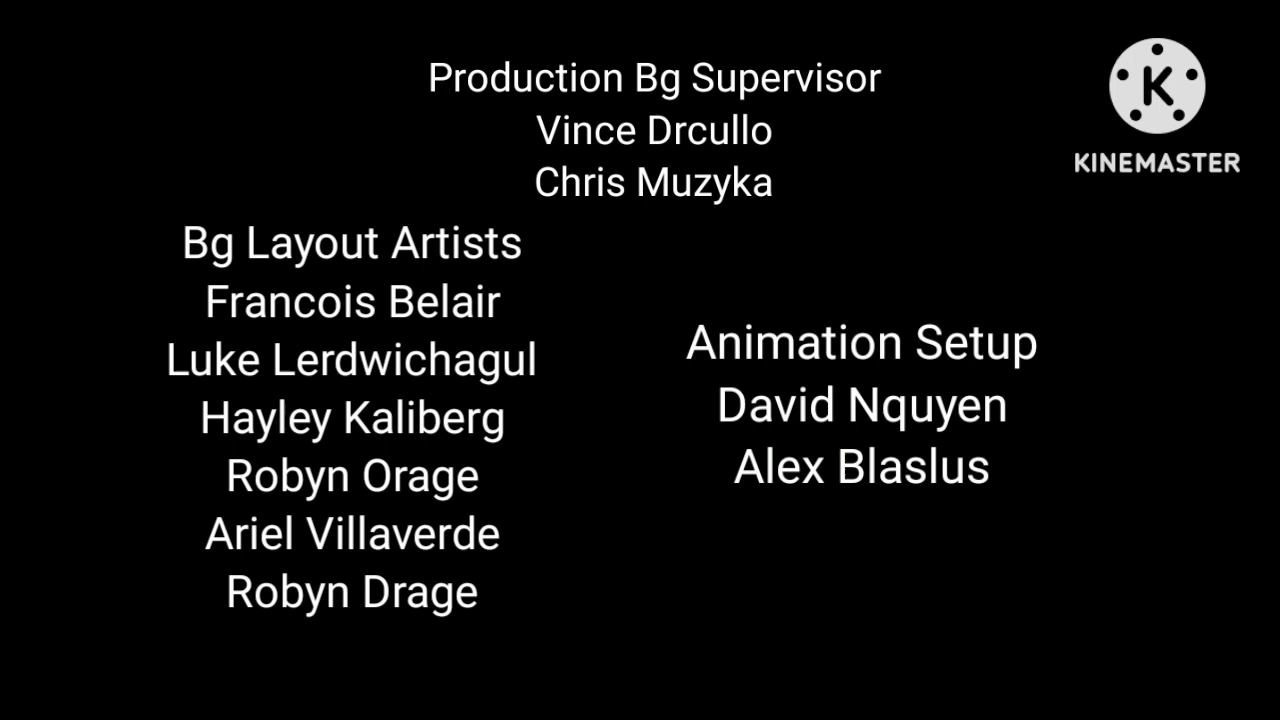 Production Bg Supervisor
Vince Drcullo
Chris Muzyka
KINEMASTER
Bg Layout Artists
Francois Belair
Luke Lerdwichagul
Hayley Kaliberg
Robyn Orage
Ariel Villaverde
Robyn Drage
Animation Setup
David Nquyen
Alex Blaslus